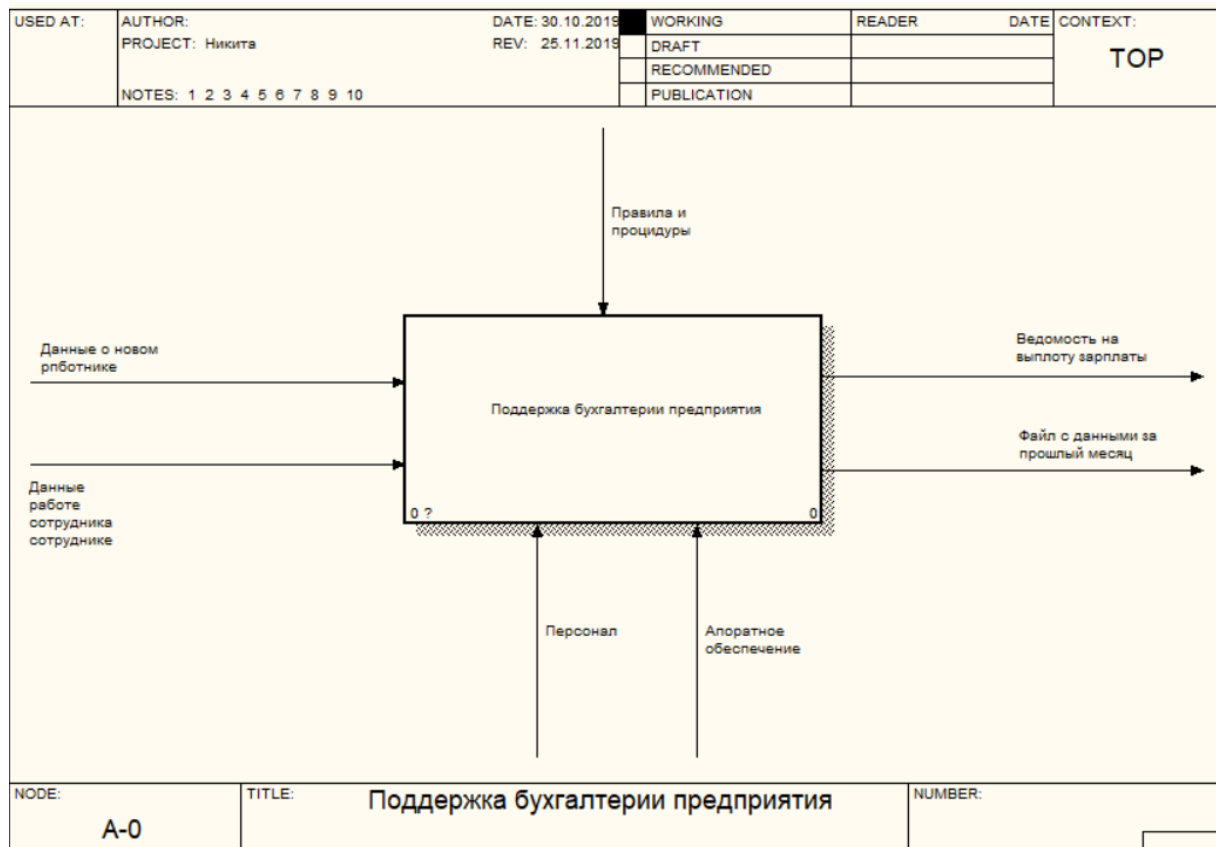 USED AT:
AUTHOR:
DATE: 30.10.2019
WORKING
READER
DATE
CONTEXT:
PROJECT: Никита
REV: 25.11.2019
DRAFT
TOP
RECOMMENDED
NOTES: 1 2 3 4 5 6 7 8 9 10
PUBLICATION
Правила и
процидуры
Данные о новом
рпботнике
Ведомость на
выплоту зарплаты
Поддержка бухгалтерии предприятия
Файл с данными за
прошлый месяц
Данные
работе
сотрудника
сотруднике
0 ?
0
Персонал
Апоратное
обеспечение
NODE:
TITLE:
Поддержка бухгалтерии предприятия
NUMBER:
A-0